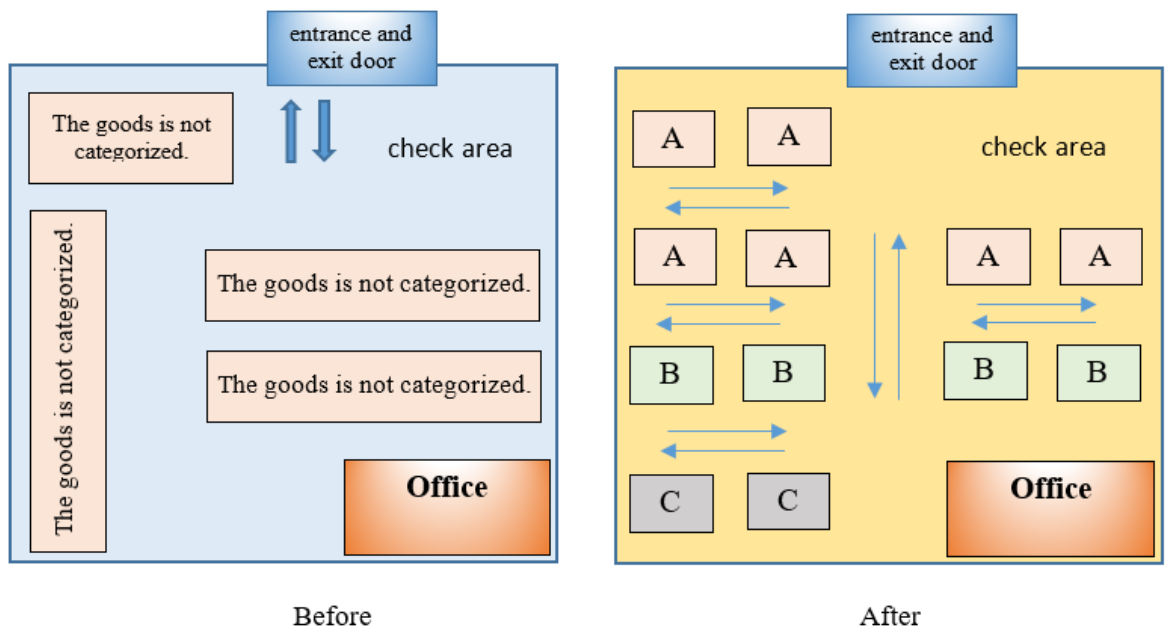 entrance and
exit door
The goods is not
categorized.
check area
The goods is not categorized.
The goods is not categorized.
The goods is not categorized.
Office
Before
entrance and
exit door
A A
check area
A A A A
B B B B
C C
Office
After